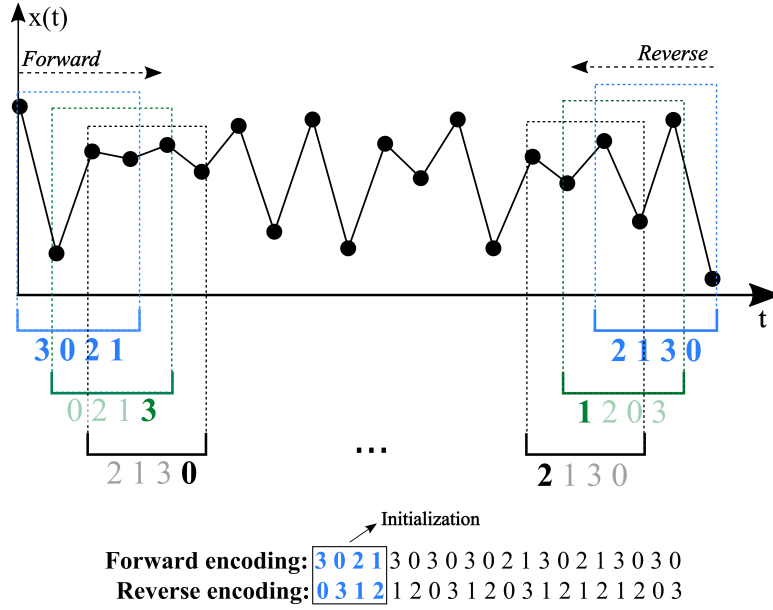 x(t)
Forward
Reverse
t
3 0 2 1
2 1 3 0
0 2 1 3
1 2 0 3
2 1 3 0
...
2 1 3 0
Initialization
Forward encoding: 3 0 2 1 3 0 3 0 3 0 2 1 3 0 2 1 3 0 3 0
Reverse encoding: 0 3 1 2 1 2 0 3 1 2 0 3 1 2 1 2 1 2 0 3